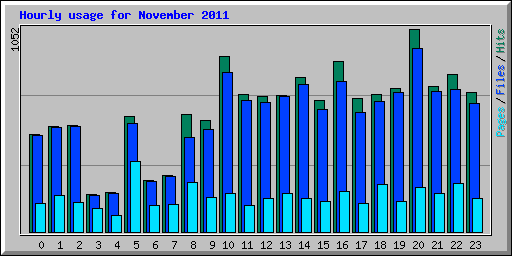 Hourly usage for November 2011
1052
Pages / Files / Hits
0 1 2 3 4 5 6 7 8 9 10 11 12 13 14 15 16 17 18 19 20 21 22 23